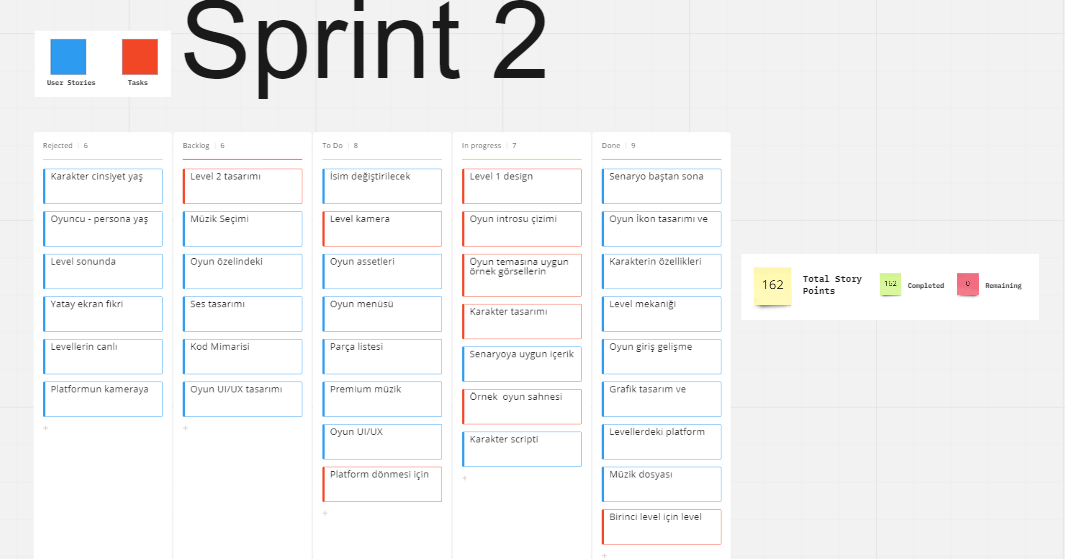 Sprint 2
User Stories
Tasks
Rejected 6
Karakter cinsiyet yaş
Oyuncu - persona yaş
Level sonunda
Yatay ekran fikri
Levellerin canlı
Platformun kameraya
Backlog 6
Level 2 tasarımı
Müzik Seçimi
Oyun özelindeki
Ses tasarımı
Kod Mimarisi
Oyun UI/UX tasarımı
To Do 8
İsim değiştirilecek
Level kamera
Oyun assetleri
Oyun menüsü
Parça listesi
Premium müzik
Oyun UI/UX
Platform dönmesi için
In progress 7
Level 1 design
Oyun introsu çizimi
Oyun temasına uygun
örnek görsellerin
Karakter tasarımı
Senaryoya uygun içerik
Örnek oyun sahnesi
Karakter scripti
Done 9
Senaryo baştan sona
Oyun İkon tasarımı ve
Karakterin özellikleri
Level mekaniği
Oyun giriş gelişme
Grafik tasarım ve
Levellerdeki platform
Müzik dosyası
Birinci level için level
162
Total Story
Points
162
Completed
0
Remaining